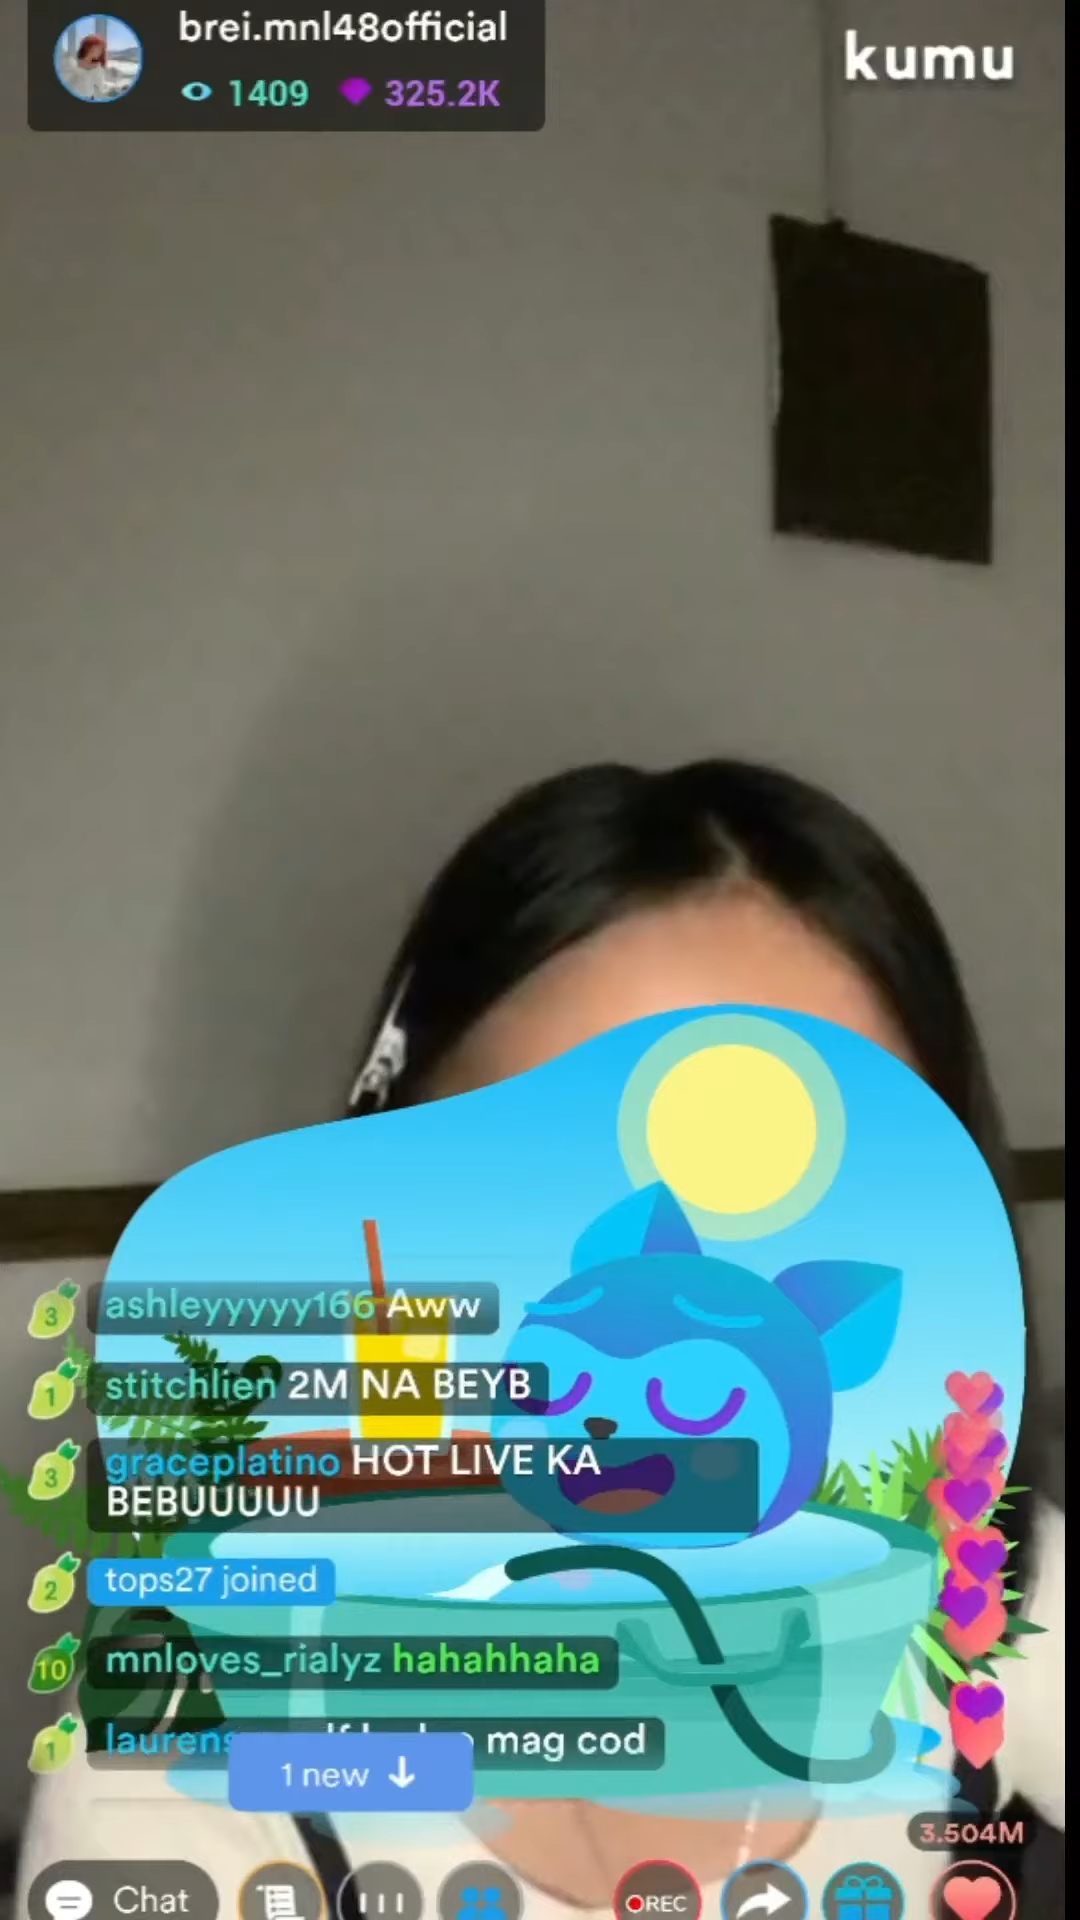 brei.mnl48official
kumu
1409 325.2K
3 ashleyyyyy166 Aww
1 stitchlien 2M NA BEYB
3 graceplatino HOT LIVE KA
BEBUUUUU
2 tops27 joined
10 mnloves_rialyz hahahhaha
1 laurens mag cod
1 new
3.504M
Chat
REC